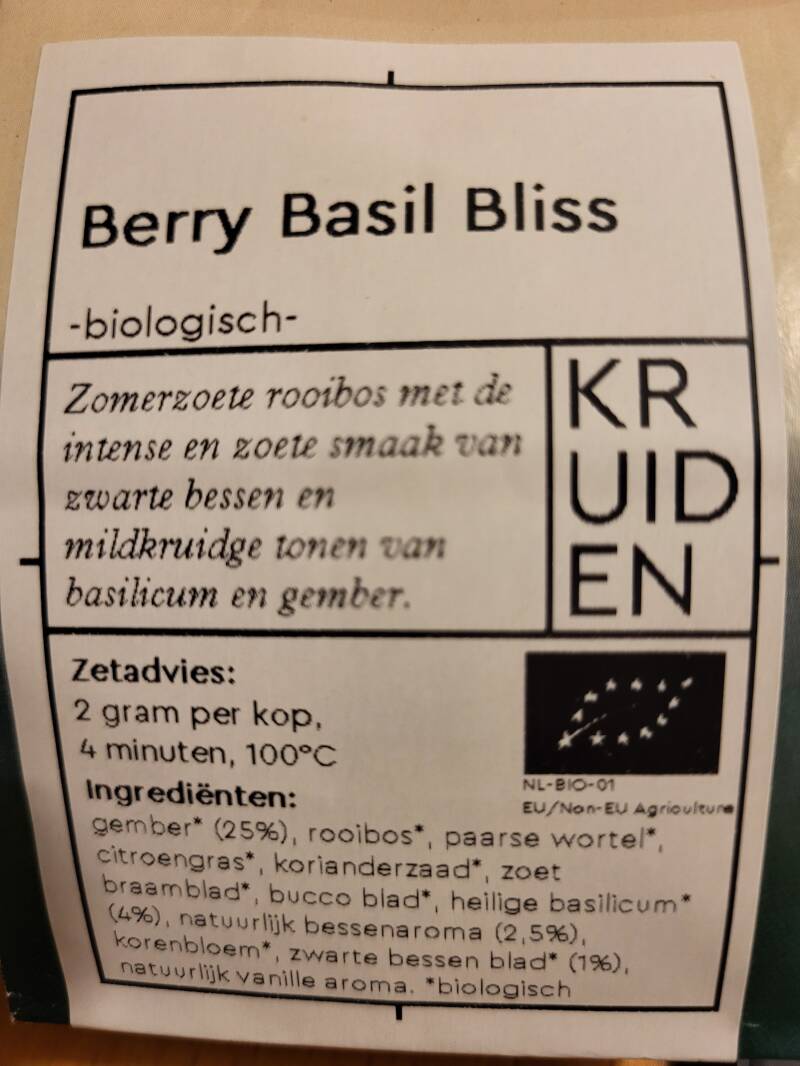 Berry Basil Bliss
-biologisch-
Zomerzoete rooibos met de
intense en zoete smaak van
zwarte bessen en
mildkruidge tonen van
basilicum en gember.
KR
UID
EN
Zetadvies:
2 gram per kop,
4 minuten, 100°C
NL-BIO-01
EU/Non-EU Agriculture
Ingrediënten:
gember* (25%), rooibos*, paarse wortel*,
citroengras*, korianderzaad*, zoet
braamblad*, bucco blad*, heilige basilicum*
(4%), natuurlijk bessenaroma (2,5%),
korenbloem*, zwarte bessen blad* (1%),
natuurlijk vanille aroma. *biologisch